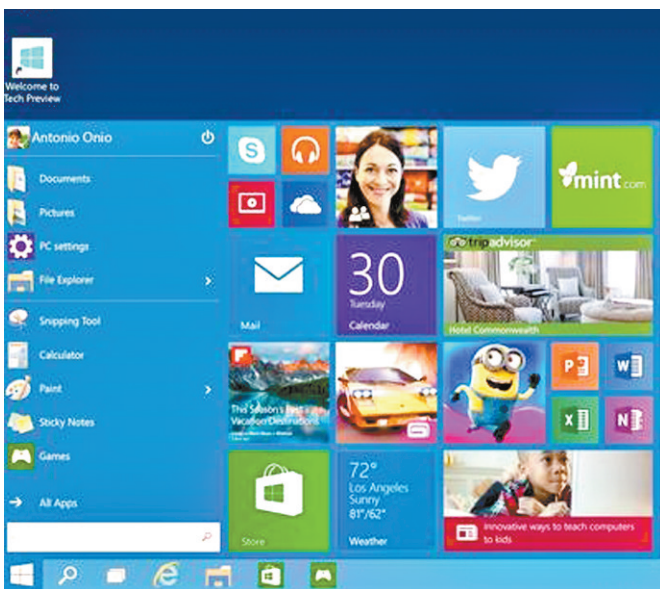 Welcome to
Tech Preview
Antonio Onio
Documents
Pictures
PC settings
File Explorer
Snipping Tool
Calculator
Paint
Sticky Notes
Games
All Apps
S
Twitter
mint.com
Mail
30
Tuesday
Calendar
tripadvisor
Hotel Commonwealth
This Season's Best
Vacation Destinations
P
W
X
N
Store
72°
Los Angeles
Sunny
81°/62°
Weather
Innovative ways to teach computers
to kids